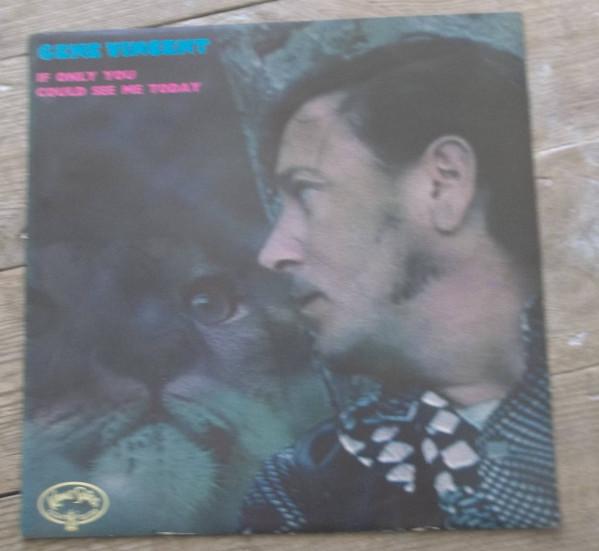 GENE VINCENT
IF ONLY YOU
COULD SEE ME TODAY